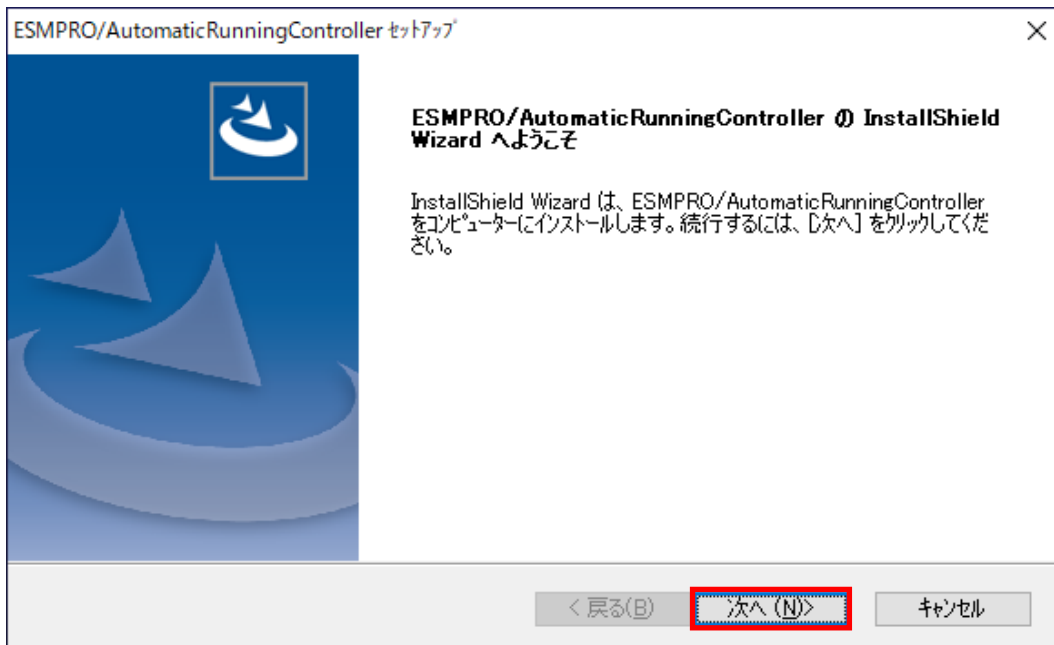 ESMPRO/AutomaticRunningController ｾｯﾄｱｯﾌﾟ
ESMPRO/AutomaticRunningController の InstallShield
Wizard へようこそ
InstallShield Wizard は、ESMPRO/AutomaticRunningController
をコンピューターにインストールします。続行するには、[次へ] をクリックしてくだ
さい。
< 戻る(B)
次へ (N)>
ｷｬﾝｾﾙ